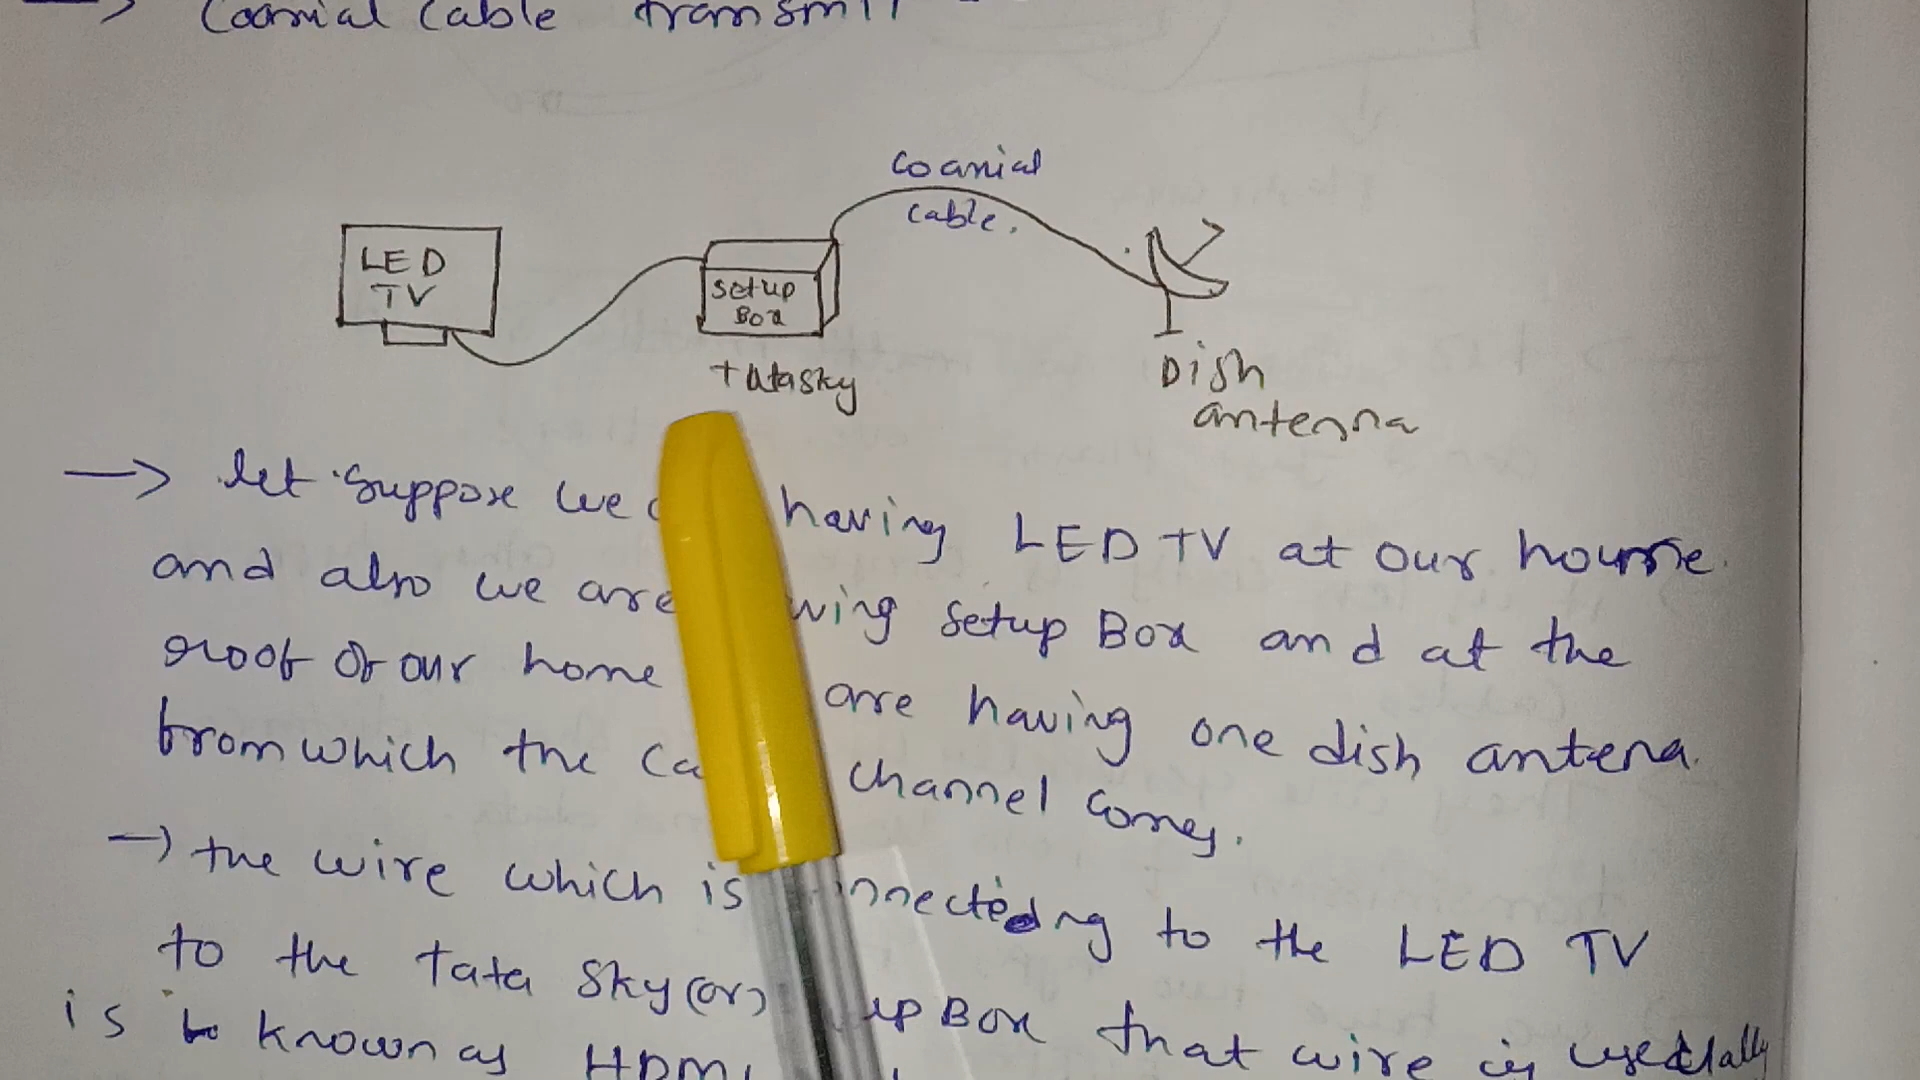 -> Coaxial Cable transmit
Coaxial
Cable.
LED
TV
Setup
Box
Tatasky
Dish
antenna
-> let suppose we having LED TV at our house.
and also we are ving Setup Box and at the
roof of our home are having one dish antena.
from which the Ca channel comes.
-> the wire which is nnecteding to the LED TV
to the Tata Sky (or) up Box that wire is usedally
is known as HDMI